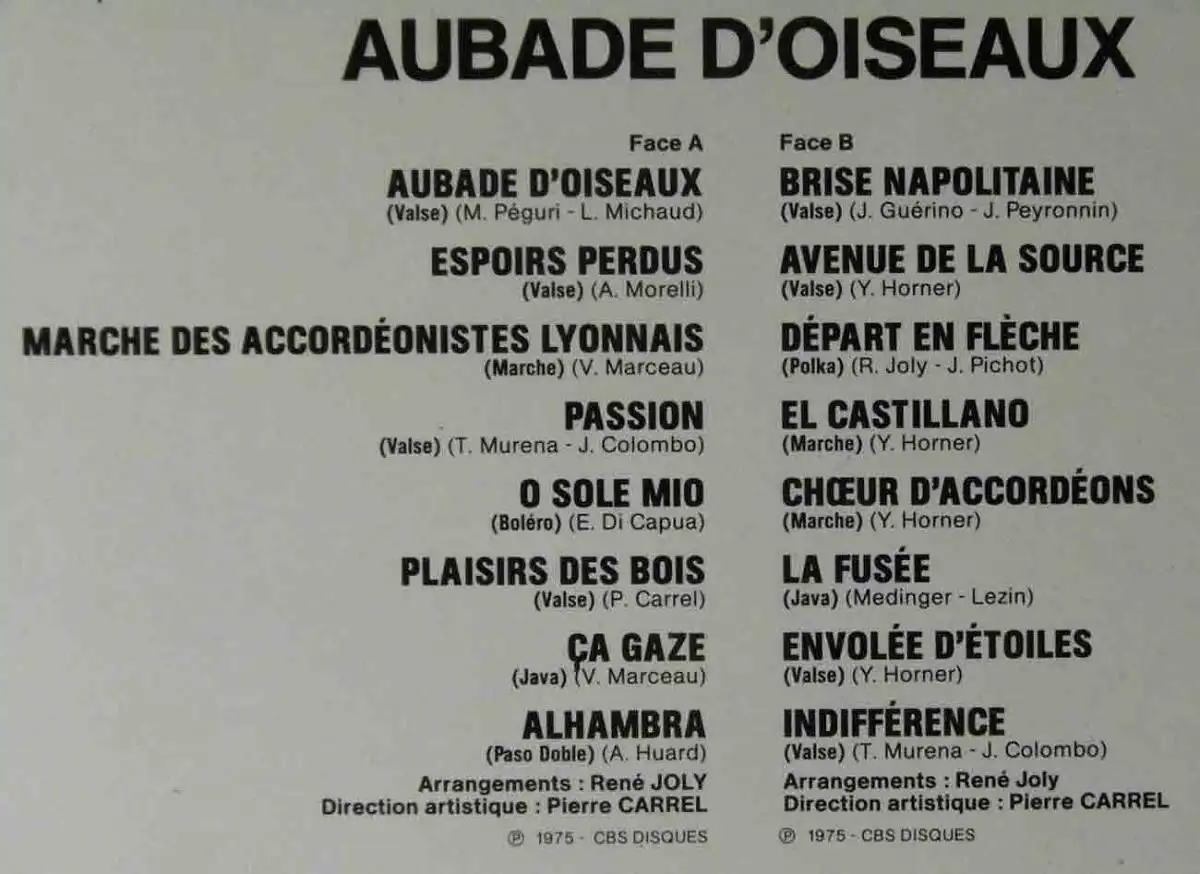 AUBADE D'OISEAUX
Face A
AUBADE D'OISEAUX
(Valse) (M. Péguri - L. Michaud)
ESPOIRS PERDUS
(Valse) (A. Morelli)
MARCHE DES ACCORDÉONISTES LYONNAIS
(Marche) (V. Marceau)
PASSION
(Valse) (T. Murena - J. Colombo)
O SOLE MIO
(Boléro) (E. Di Capua)
PLAISIRS DES BOIS
(Valse) (P. Carrel)
ÇA GAZE
(Java) (V. Marceau)
ALHAMBRA
(Paso Doble) (A. Huard)
Arrangements : René JOLY
Direction artistique : Pierre CARREL
℗ 1975 - CBS DISQUES
Face B
BRISE NAPOLITAINE
(Valse) (J. Guérino - J. Peyronnin)
AVENUE DE LA SOURCE
(Valse) (Y. Horner)
DÉPART EN FLÈCHE
(Polka) (R. Joly - J. Pichot)
EL CASTILLANO
(Marche) (Y. Horner)
CHŒUR D'ACCORDÉONS
(Marche) (Y. Horner)
LA FUSÉE
(Java) (Medinger - Lezin)
ENVOLÉE D'ÉTOILES
(Valse) (Y. Horner)
INDIFFÉRENCE
(Valse) (T. Murena - J. Colombo)
Arrangements : René Joly
Direction artistique : Pierre CARREL
℗ 1975 - CBS DISQUES